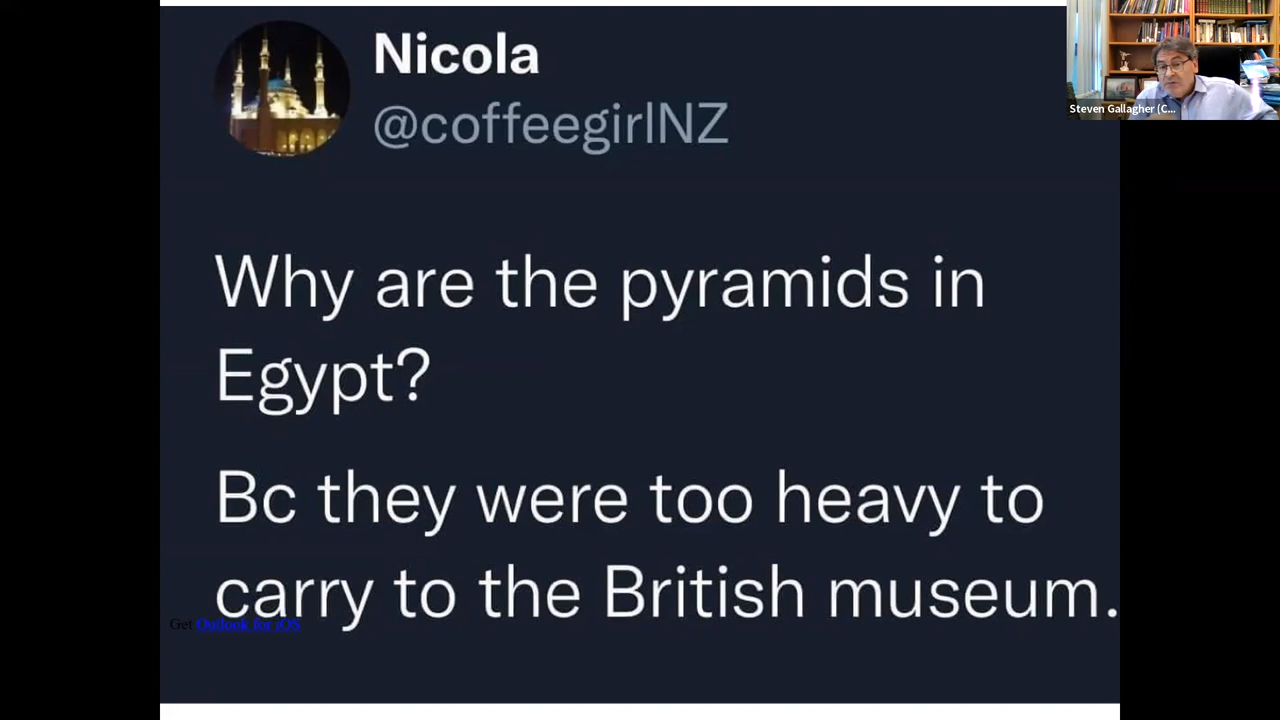 Nicola
@coffeegirlNZ
Steven Gallagher (C...
Why are the pyramids in
Egypt?
Bc they were too heavy to
carry to the British museum.
Get Outlook for iOS